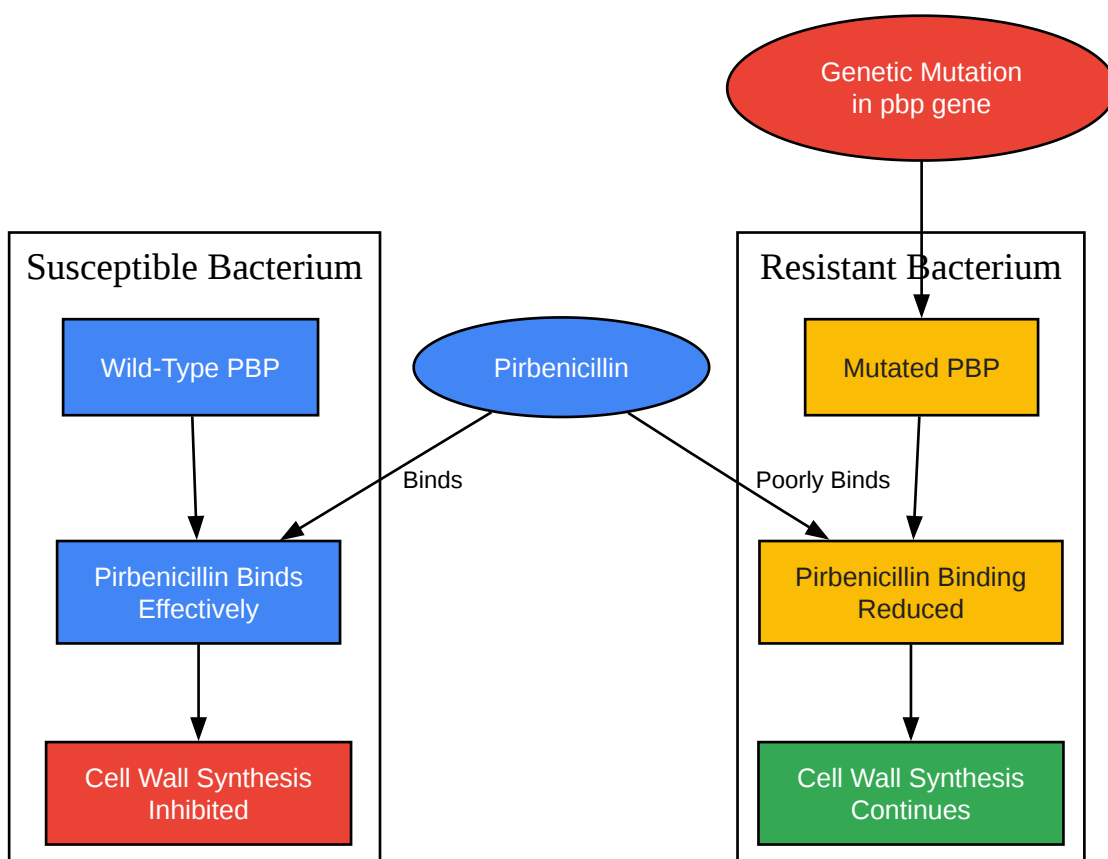 Genetic Mutation
in pbp gene
Susceptible Bacterium
Resistant Bacterium
Wild-Type PBP
Pirbenicillin
Mutated PBP
Binds
Poorly Binds
Pirbenicillin Binds
Effectively
Pirbenicillin Binding
Reduced
Cell Wall Synthesis
Inhibited
Cell Wall Synthesis
Continues